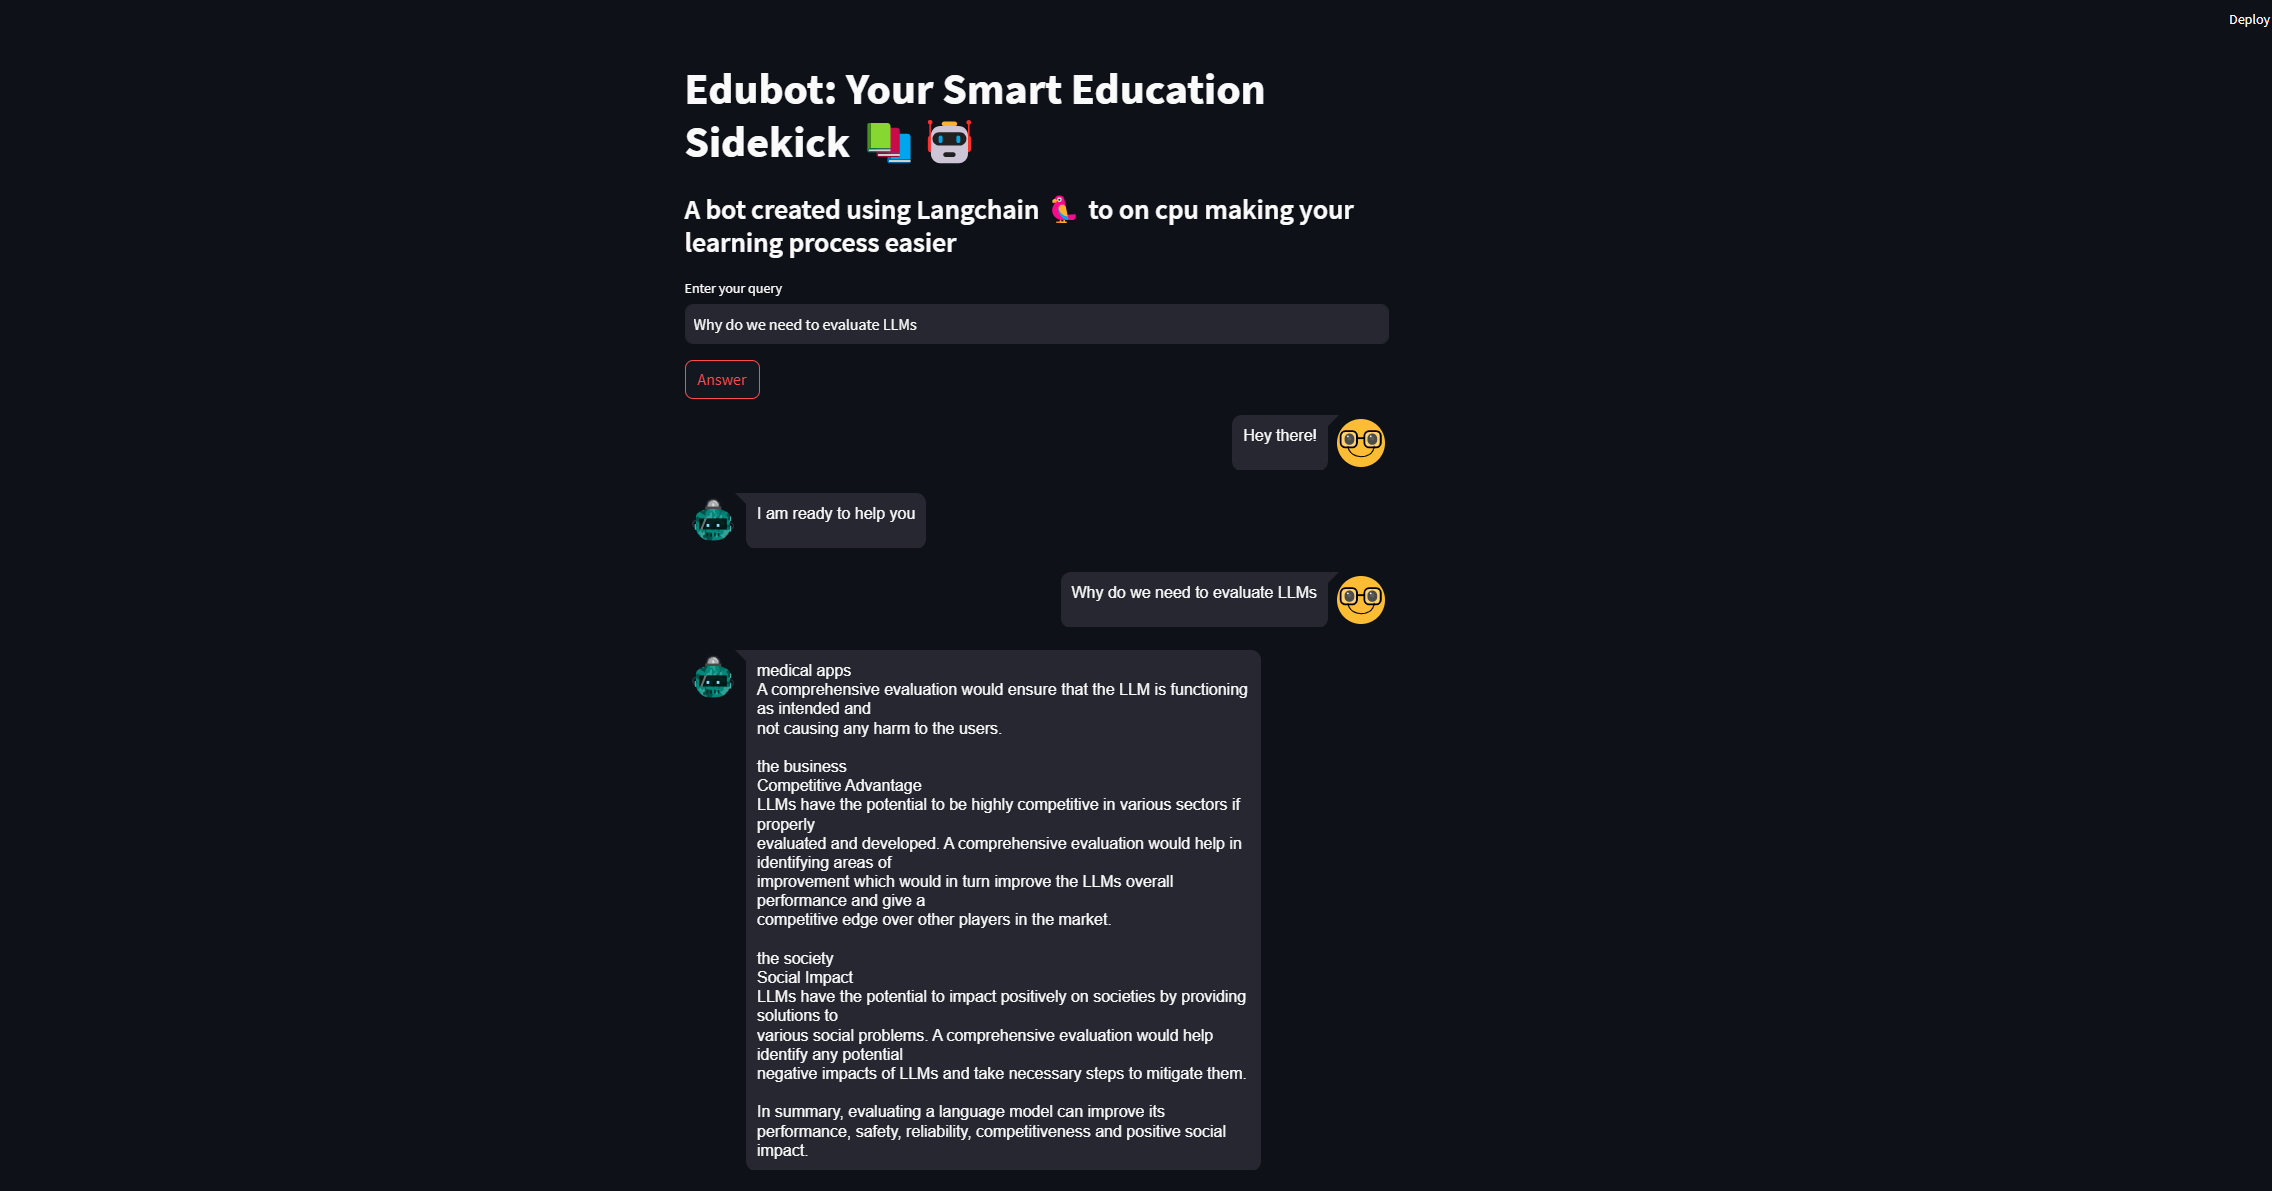 Deploy
Edubot: Your Smart Education
Sidekick
A bot created using Langchain 🦜 to on cpu making your
learning process easier
Enter your query
Why do we need to evaluate LLMs
Answer
Hey there!
I am ready to help you
Why do we need to evaluate LLMs
medical apps
A comprehensive evaluation would ensure that the LLM is functioning
as intended and
not causing any harm to the users.
the business
Competitive Advantage
LLMs have the potential to be highly competitive in various sectors if
properly
evaluated and developed. A comprehensive evaluation would help in
identifying areas of
improvement which would in turn improve the LLMs overall
performance and give a
competitive edge over other players in the market.
the society
Social Impact
LLMs have the potential to impact positively on societies by providing
solutions to
various social problems. A comprehensive evaluation would help
identify any potential
negative impacts of LLMs and take necessary steps to mitigate them.
In summary, evaluating a language model can improve its
performance, safety, reliability, competitiveness and positive social
impact.